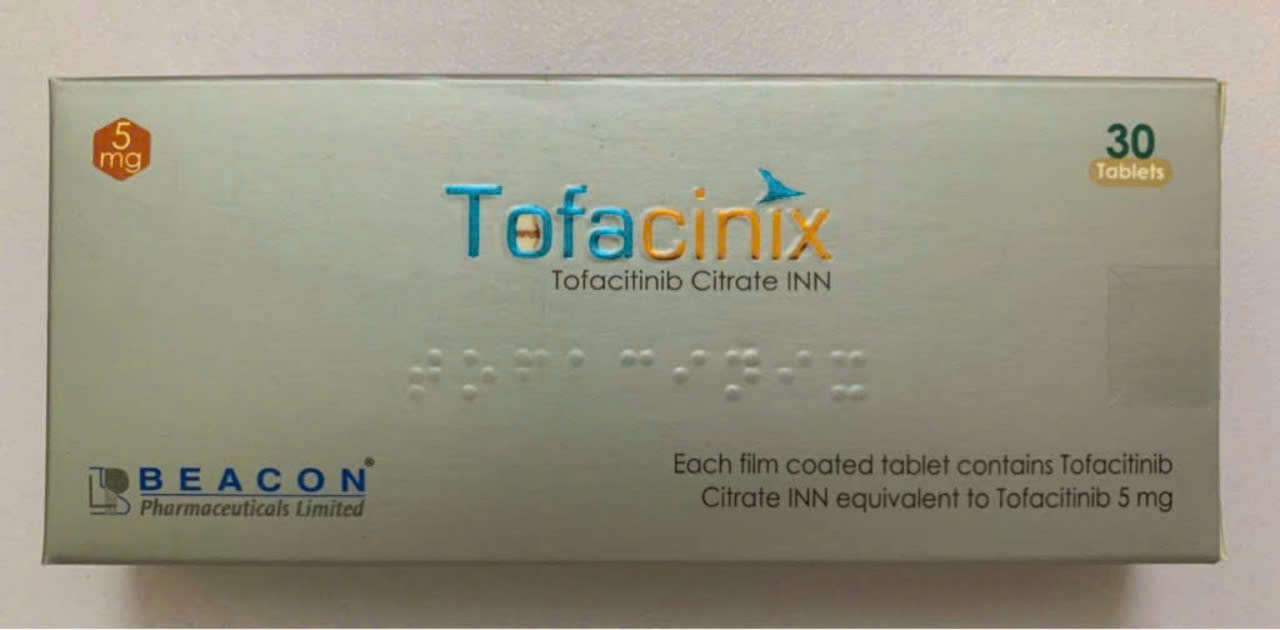 5
mg
30
Tablets
Tofacinix
Tofacitinib Citrate INN
⠞⠕⠋⠁⠉⠊⠝⠊⠭
BEACON®
Pharmaceuticals Limited
Each film coated tablet contains Tofacitinib
Citrate INN equivalent to Tofacitinib 5 mg